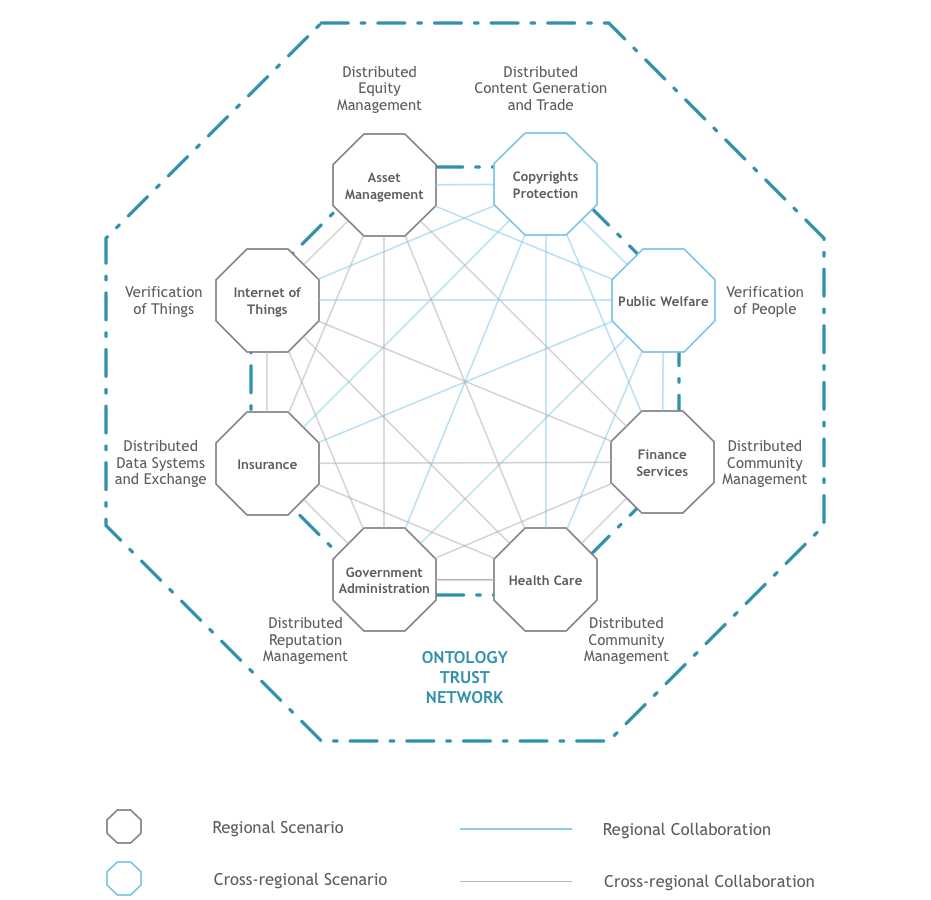 Distributed
Equity
Management
Distributed
Content Generation
and Trade
Asset
Management
Copyrights
Protection
Verification
of Things
Internet of
Things
Public Welfare
Verification
of People
Distributed
Data Systems
and Exchange
Insurance
Finance
Services
Distributed
Community
Management
Government
Administration
Health Care
Distributed
Reputation
Management
Distributed
Community
Management
ONTOLOGY
TRUST
NETWORK
Regional Scenario
Regional Collaboration
Cross-regional Scenario
Cross-regional Collaboration